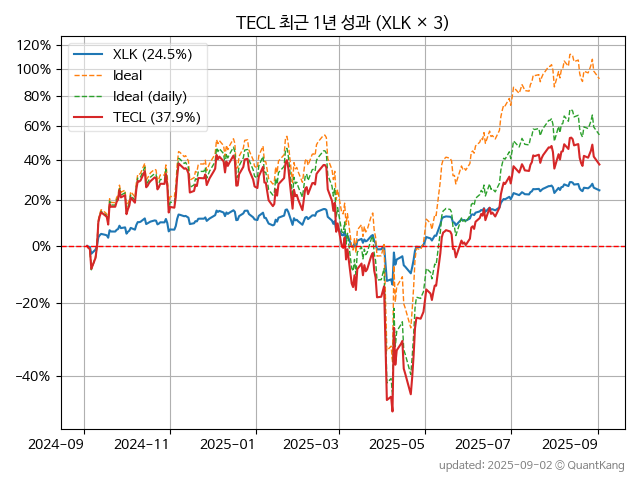 TECL 최근 1년 성과 (XLK × 3)
120%
100%
80%
60%
40%
20%
0%
−20%
−40%
XLK (24.5%)
Ideal
Ideal (daily)
TECL (37.9%)
2024−09
2024−11
2025−01
2025−03
2025−05
2025−07
2025−09
updated: 2025-09-02 © QuantKang